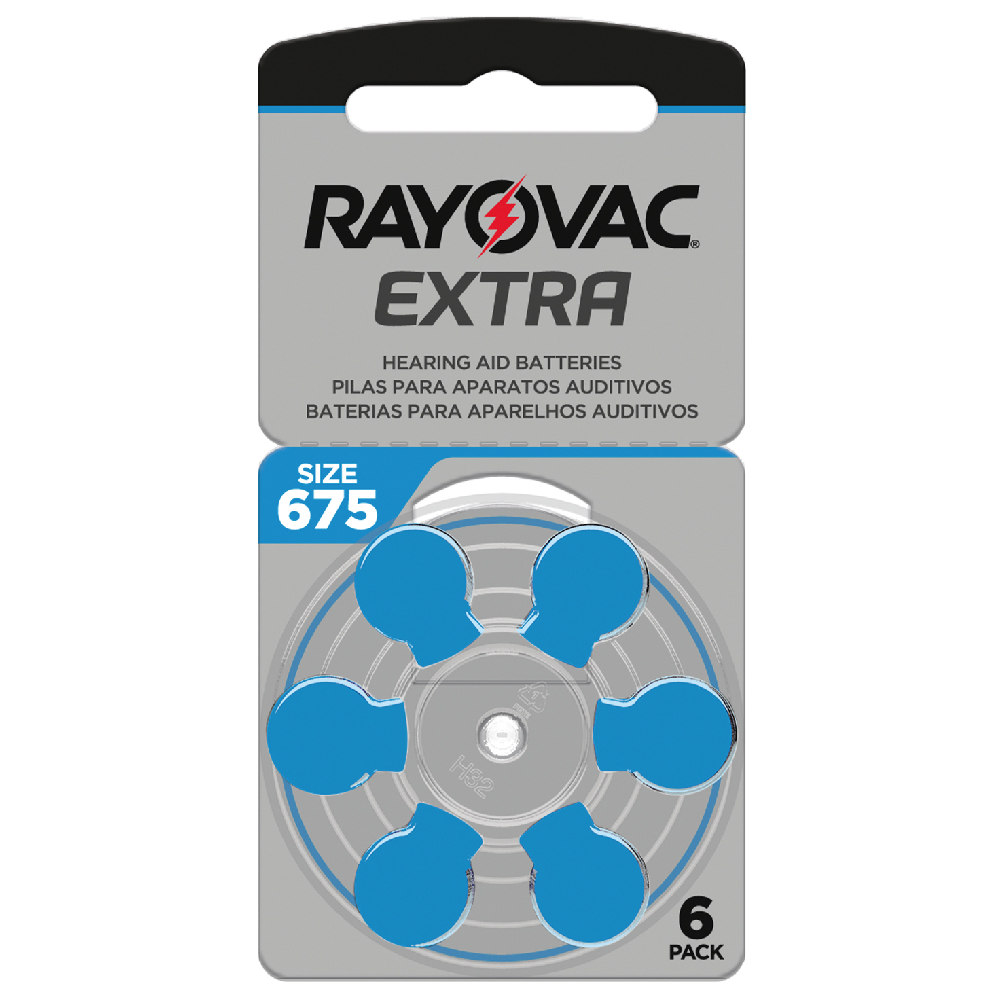 RAYOVAC®
EXTRA
HEARING AID BATTERIES
PILAS PARA APARATOS AUDITIVOS
BATERIAS PARA APARELHOS AUDITIVOS
SIZE
675
H32
6
PACK